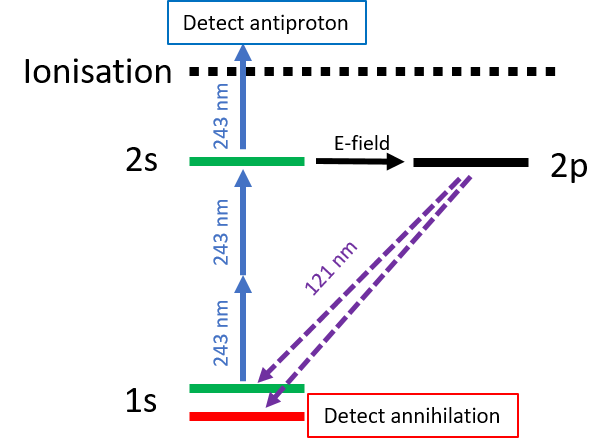 Detect antiproton
Ionisation
243 nm
2s
E-field
2p
243 nm
121 nm
243 nm
1s
Detect annihilation